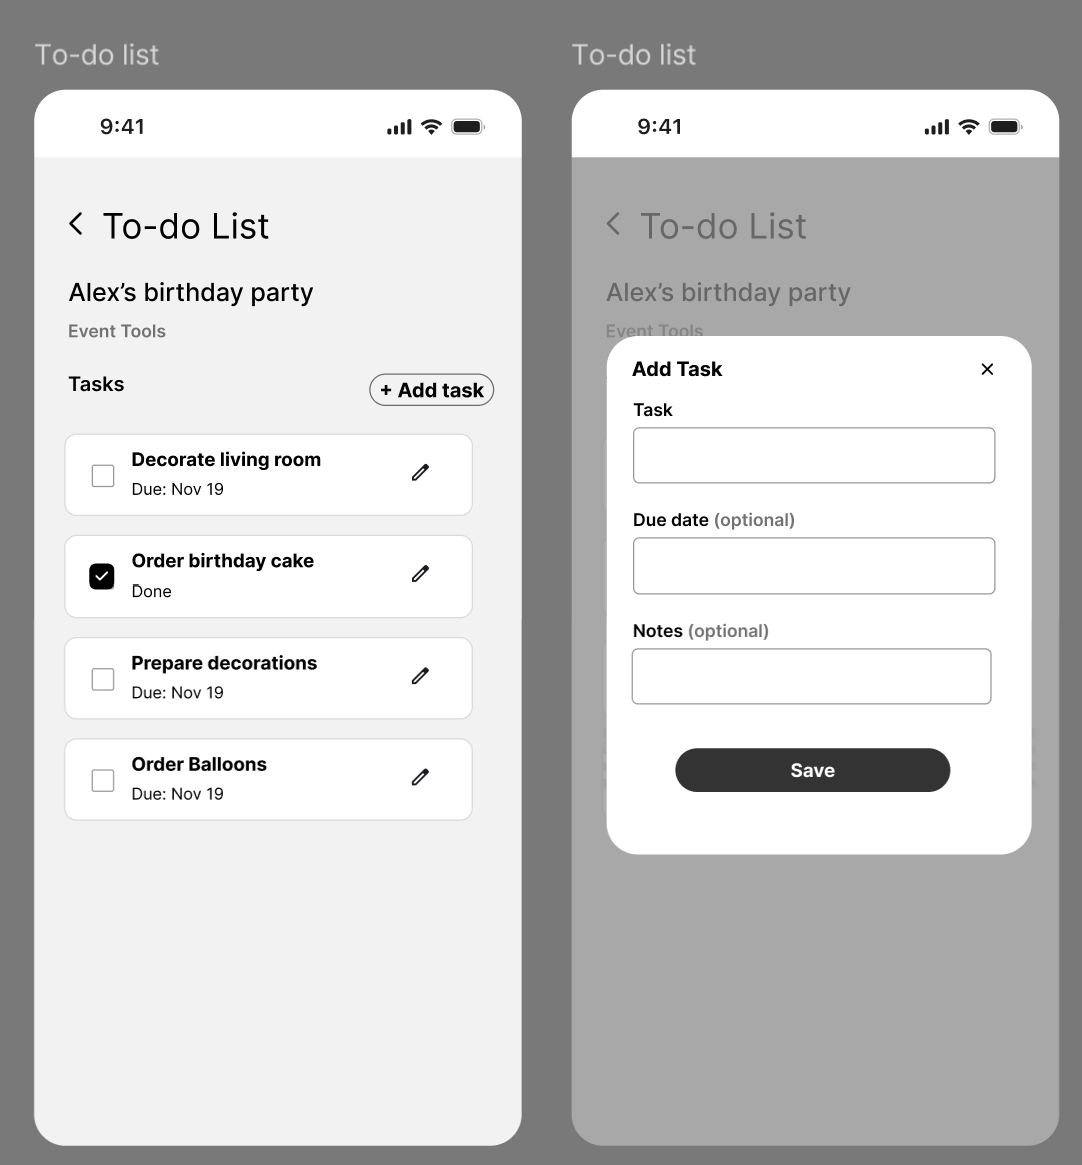 To-do list
9:41
To-do List
Alex’s birthday party
Event Tools
Tasks
+ Add task
Decorate living room
Due: Nov 19
Order birthday cake
Done
Prepare decorations
Due: Nov 19
Order Balloons
Due: Nov 19
To-do list
9:41
To-do List
Alex’s birthday party
Event Tools
Add Task
Task
Due date (optional)
Notes (optional)
Save